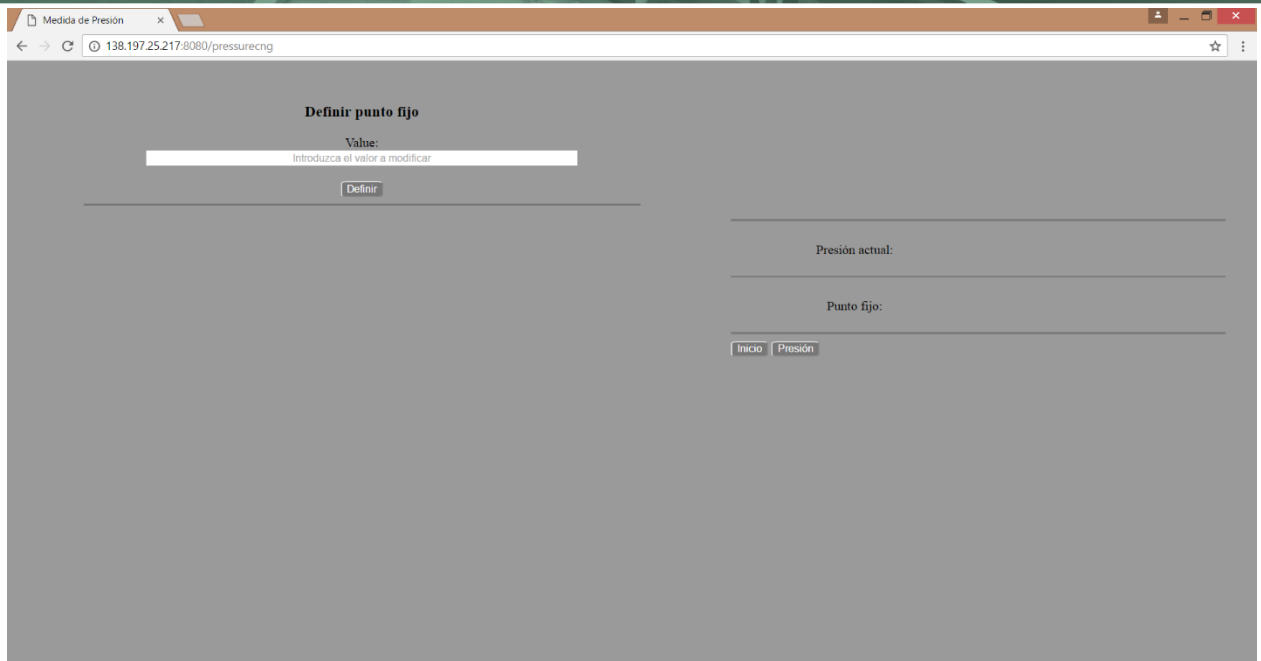 Medida de Presión
138.197.25.217:8080/pressurecng
Definir punto fijo
Value:
Introduzca el valor a modificar
Definir
Presión actual:
Punto fijo:
Inicio Presión